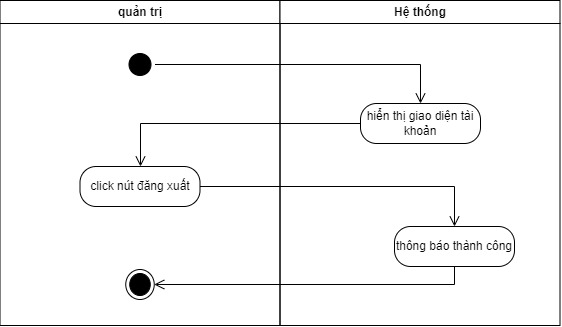 quản trị
Hệ thống
hiển thị giao diện tài
khoản
click nút đăng xuất
thông báo thành công